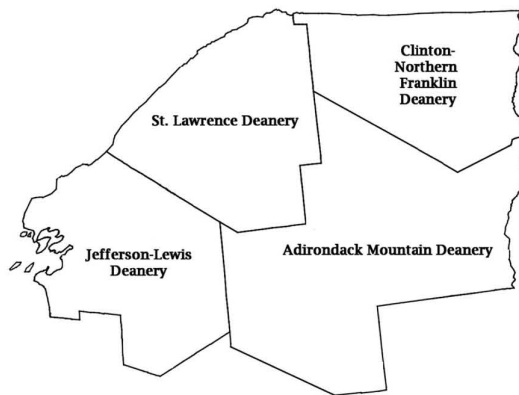 Clinton-
Northern
Franklin
Deanery
St. Lawrence Deanery
Jefferson-Lewis
Deanery
Adirondack Mountain Deanery